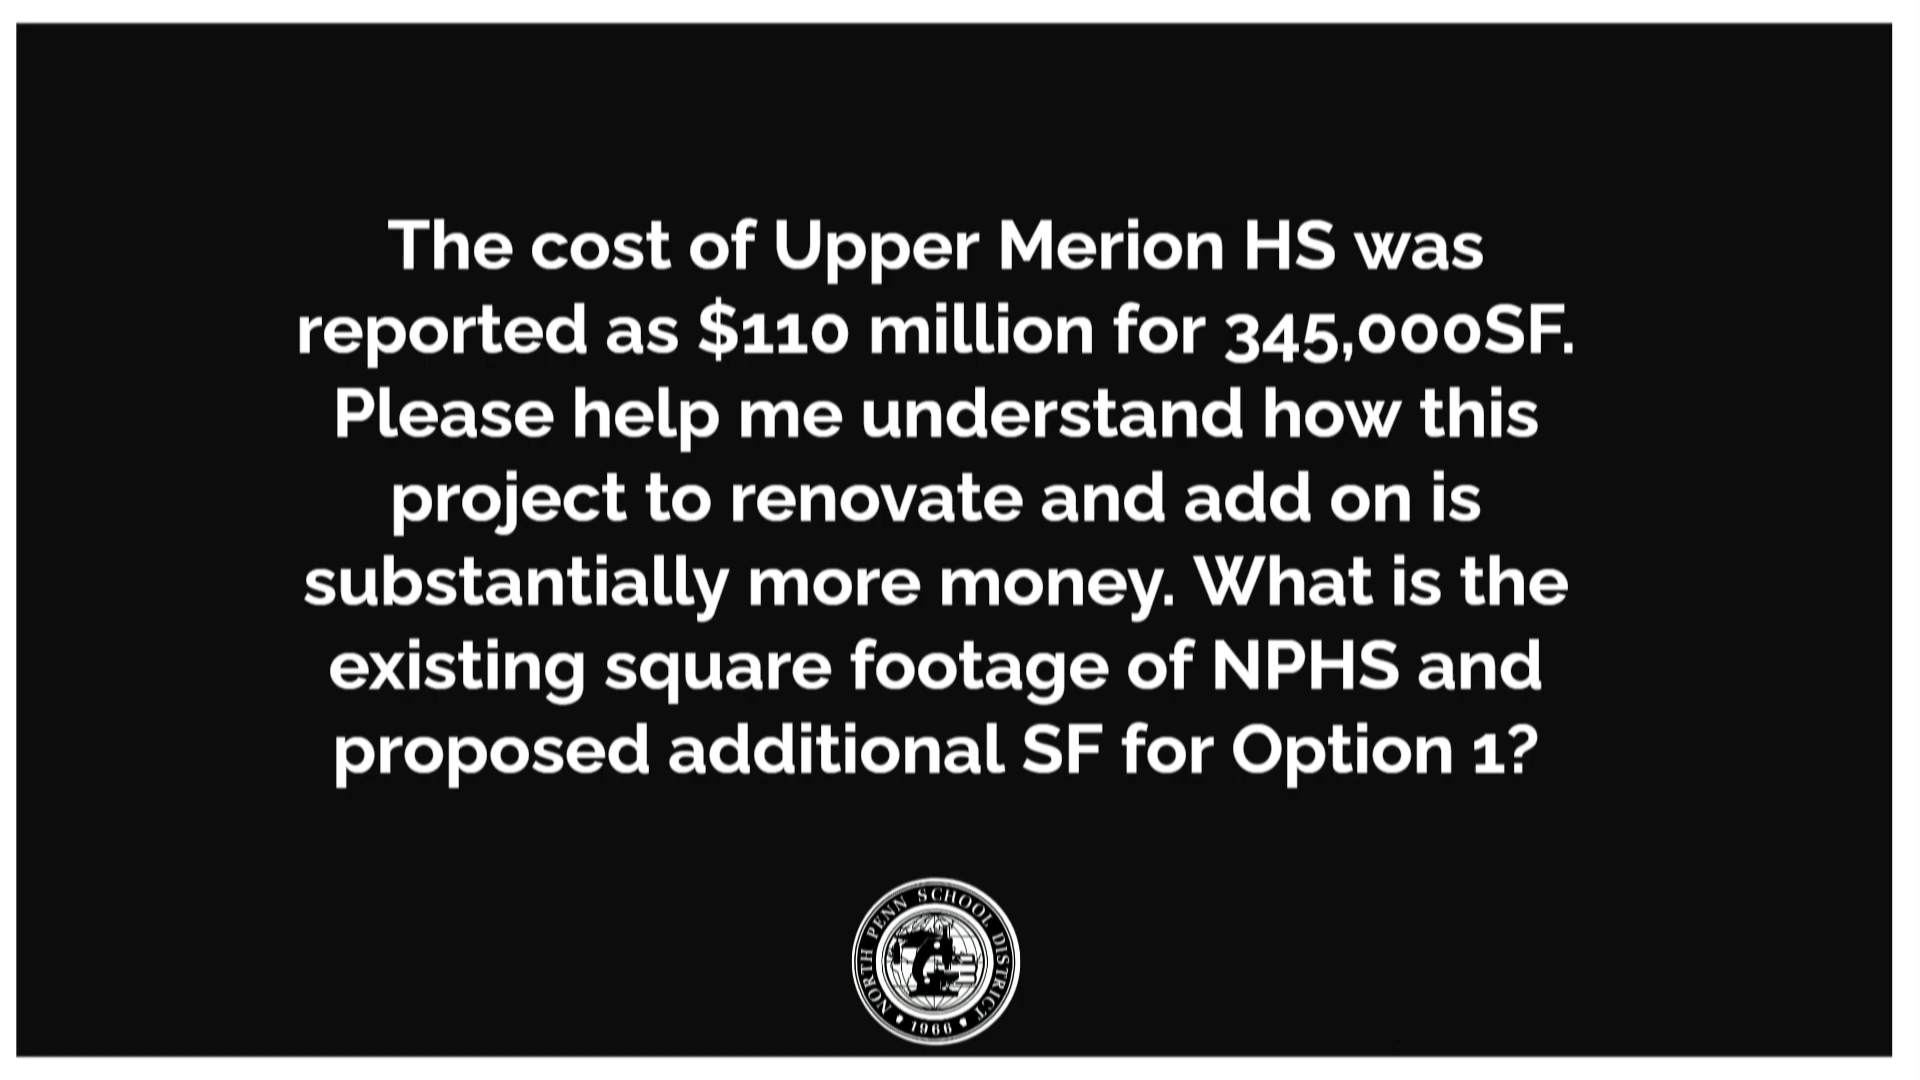 The cost of Upper Merion HS was
reported as $110 million for 345,000SF.
Please help me understand how this
project to renovate and add on is
substantially more money. What is the
existing square footage of NPHS and
proposed additional SF for Option 1?
NORTH PENN SCHOOL DISTRICT
1966